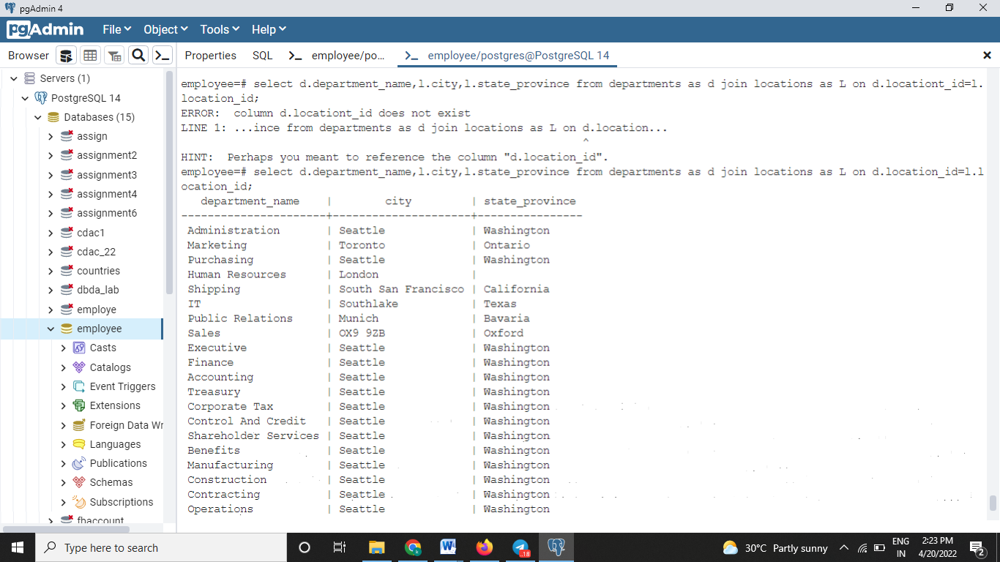 pgAdmin 4
pgAdmin File Object Tools Help
Browser Properties SQL employee/po... employee/postgres@PostgreSQL 14
Servers (1)
PostgreSQL 14
Databases (15)
assign
assignment2
assignment3
assignment4
assignment6
cdac1
cdac_22
countries
dbda_lab
employe
employee
Casts
Catalogs
Event Triggers
Extensions
Foreign Data Wr
Languages
Publications
Schemas
Subscriptions
fbaccount
employee=# select d.department_name,l.city,l.state_province from departments as d join locations as L on d.locationt_id=l.
location_id;
ERROR:  column d.locationt_id does not exist
LINE 1: ...ince from departments as d join locations as L on d.location...
^
HINT:  Perhaps you meant to reference the column "d.location_id".
employee=# select d.department_name,l.city,l.state_province from departments as d join locations as L on d.location_id=l.l
ocation_id;
department_name | city | state_province
----------------------+---------------------+----------------
Administration | Seattle | Washington
Marketing | Toronto | Ontario
Purchasing | Seattle | Washington
Human Resources | London |
Shipping | South San Francisco | California
IT | Southlake | Texas
Public Relations | Munich | Bavaria
Sales | OX9 9ZB | Oxford
Executive | Seattle | Washington
Finance | Seattle | Washington
Accounting | Seattle | Washington
Treasury | Seattle | Washington
Corporate Tax | Seattle | Washington
Control And Credit | Seattle | Washington
Shareholder Services | Seattle | Washington
Benefits | Seattle | Washington
Manufacturing | Seattle | Washington
Construction | Seattle | Washington
Contracting | Seattle | Washington
Operations | Seattle | Washington
Type here to search
18
30°C Partly sunny
ENG
IN
2:23 PM
4/20/2022
2